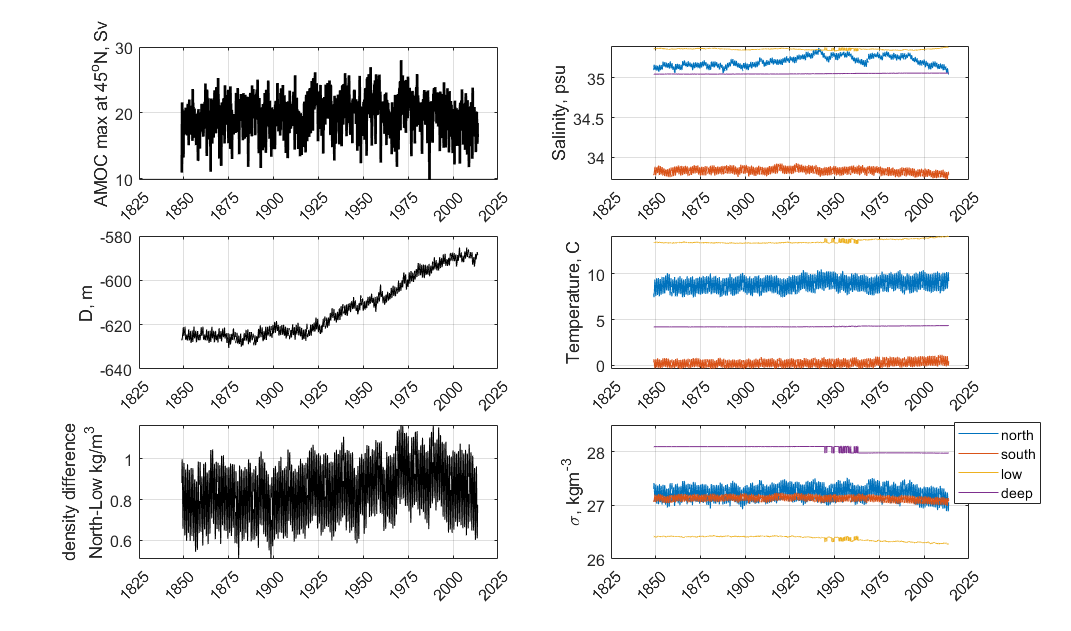 AMOC max at 45°N, Sv
30
20
10
1825 1850 1875 1900 1925 1950 1975 2000 2025
Salinity, psu
35
34.5
34
1825 1850 1875 1900 1925 1950 1975 2000 2025
D, m
-580
-600
-620
-640
1825 1850 1875 1900 1925 1950 1975 2000 2025
Temperature, C
10
5
0
1825 1850 1875 1900 1925 1950 1975 2000 2025
density difference
North-Low kg/m³
1
0.8
0.6
1825 1850 1875 1900 1925 1950 1975 2000 2025
σ, kgm⁻³
28
27
26
1825 1850 1875 1900 1925 1950 1975 2000 2025
north
south
low
deep